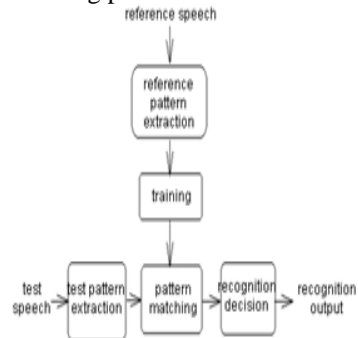 reference speech
reference
pattern
extraction
training
test
speech
test pattern
extraction
pattern
matching
recognition
decision
recognition
output